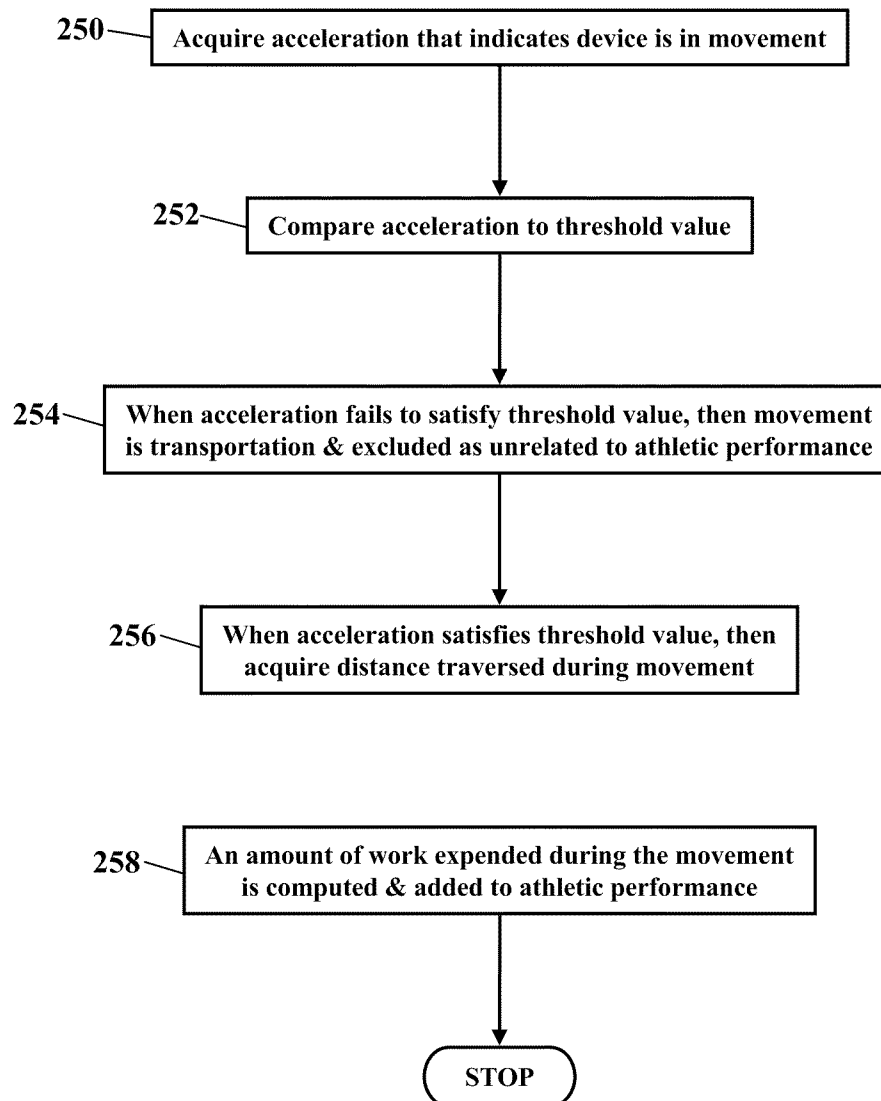 250
Acquire acceleration that indicates device is in movement
252
Compare acceleration to threshold value
254
When acceleration fails to satisfy threshold value, then movement
is transportation & excluded as unrelated to athletic performance
256
When acceleration satisfies threshold value, then
acquire distance traversed during movement
258
An amount of work expended during the movement
is computed & added to athletic performance
STOP